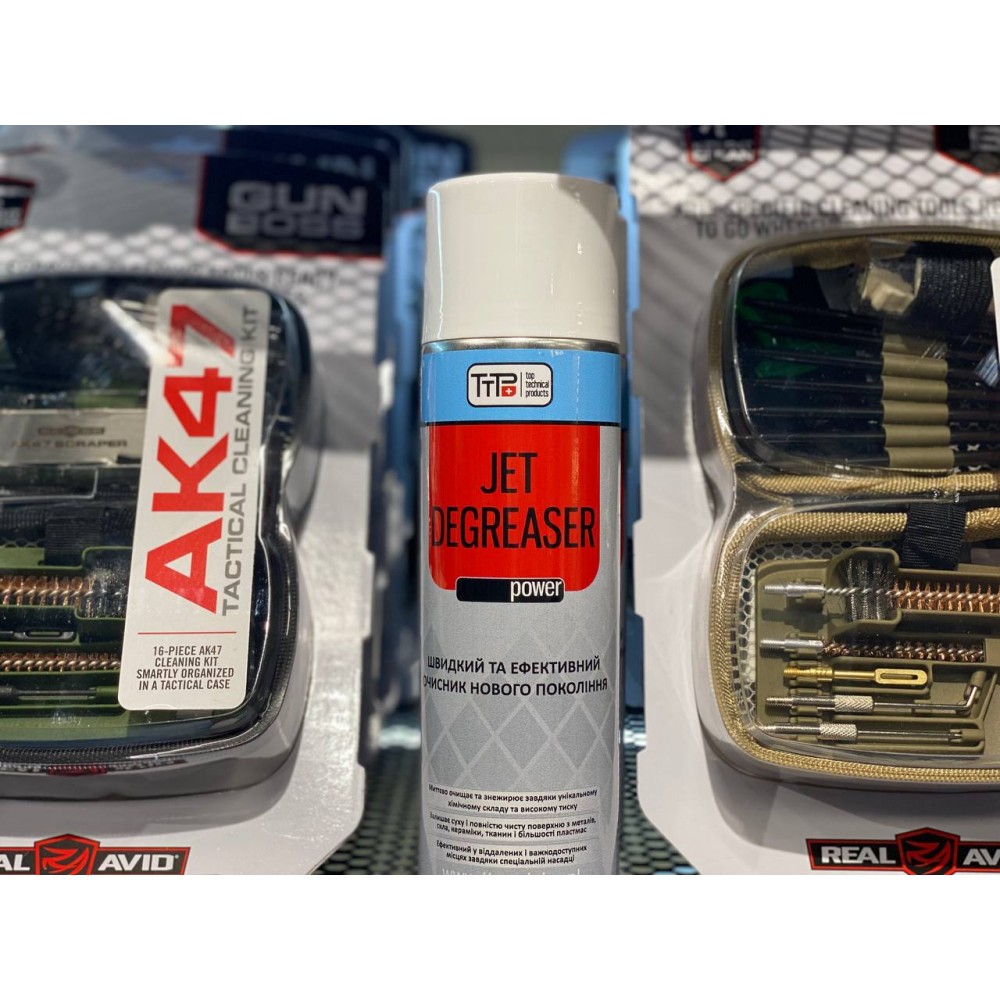 GUN
BOSS
AK47
TACTICAL CLEANING KIT
AK47 SCRAPER
16-PIECE AK47
CLEANING KIT
SMARTLY ORGANIZED
IN A TACTICAL CASE
AVID
TTP
top
technical
products
JET
DEGREASER
power
ШВИДКИЙ ТА ЕФЕКТИВНИЙ
ОЧИСНИК НОВОГО ПОКОЛІННЯ
Миттєво очищає та знежирює завдяки унікальному
хімічному складу та високому тиску
Залишає суху і повністю чисту поверхню з металів,
скла, кераміки, тканин і більшості пластмас
Ефективний у віддалених і важкодоступних
місцях завдяки спеціальній насадці
CLEANING TOOLS
TO GO
REAL